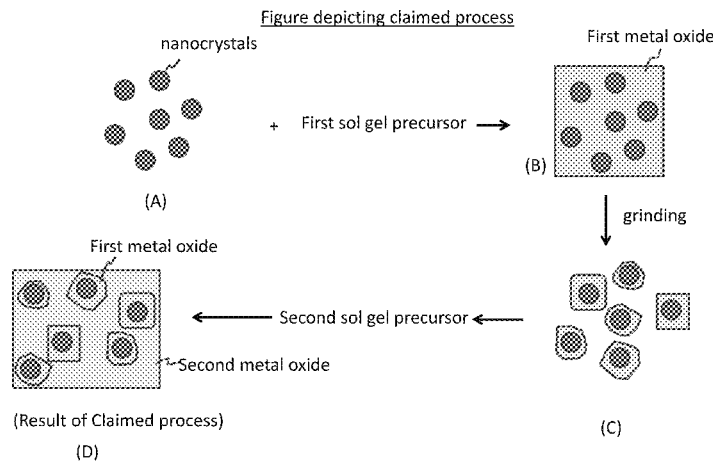 Figure depicting claimed process
nanocrystals
First metal oxide
+ First sol gel precursor
(A)
(B)
grinding
First metal oxide
Second sol gel precursor
Second metal oxide
(Result of Claimed process)
(C)
(D)